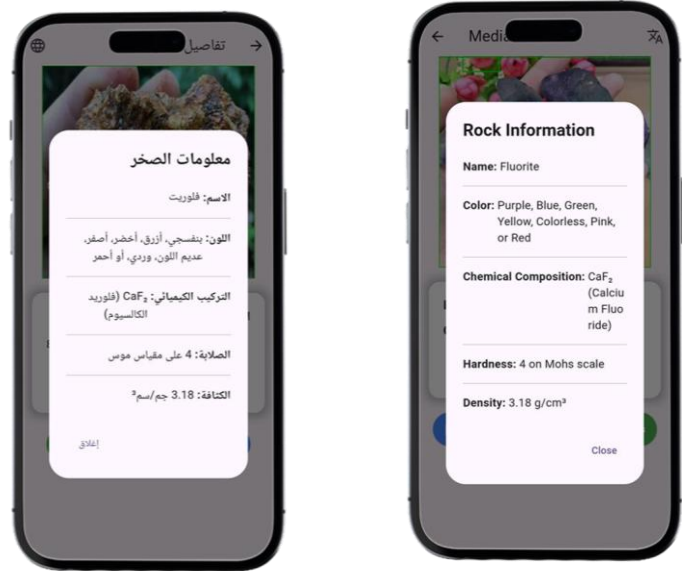 تفاصيل
معلومات الصخر
الاسم: فلوريت
اللون: بنفسجي، أزرق، أخضر، أصفر،
عديم اللون، وردي، أو أحمر
التركيب الكيميائي: CaF₂ (فلوريد
الكالسيوم)
الصلابة: 4 على مقياس موس
الكثافة: 3.18 جم/سم³
إغلاق
Media
Rock Information
Name: Fluorite
Color: Purple, Blue, Green,
Yellow, Colorless, Pink,
or Red
Chemical Composition: CaF₂
(Calciu
m Fluo
ride)
Hardness: 4 on Mohs scale
Density: 3.18 g/cm³
Close